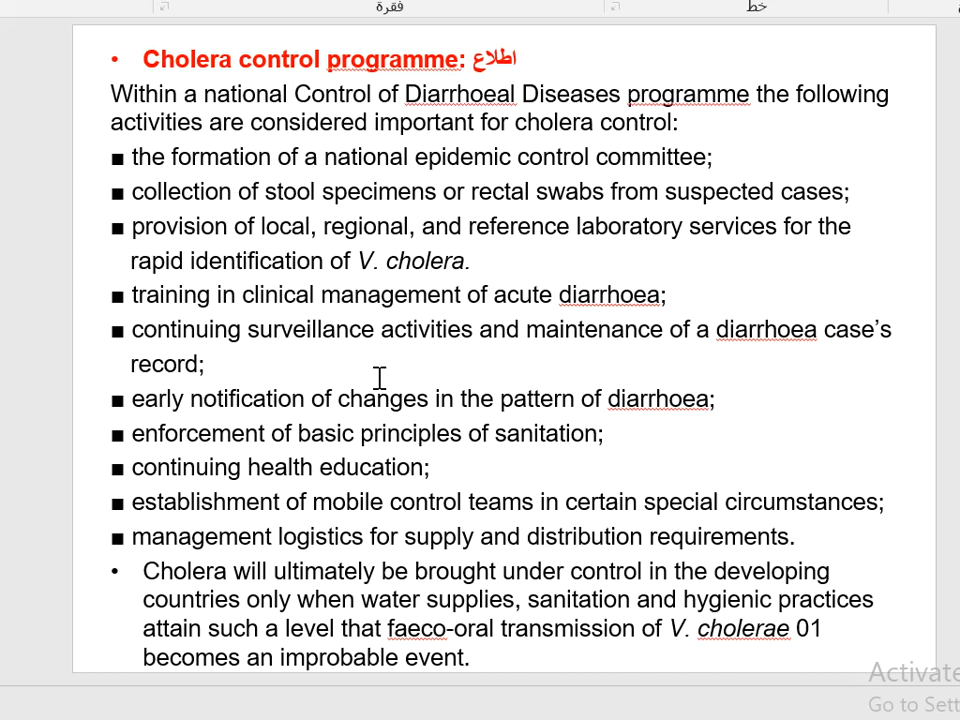 فقرة
خط
• Cholera control programme: اطلاع
Within a national Control of Diarrhoeal Diseases programme the following
activities are considered important for cholera control:
■ the formation of a national epidemic control committee;
■ collection of stool specimens or rectal swabs from suspected cases;
■ provision of local, regional, and reference laboratory services for the
rapid identification of V. cholera.
■ training in clinical management of acute diarrhoea;
■ continuing surveillance activities and maintenance of a diarrhoea case’s
record;
■ early notification of changes in the pattern of diarrhoea;
■ enforcement of basic principles of sanitation;
■ continuing health education;
■ establishment of mobile control teams in certain special circumstances;
■ management logistics for supply and distribution requirements.
• Cholera will ultimately be brought under control in the developing
countries only when water supplies, sanitation and hygienic practices
attain such a level that faeco-oral transmission of V. cholerae 01
becomes an improbable event.
Activate
Go to Sett